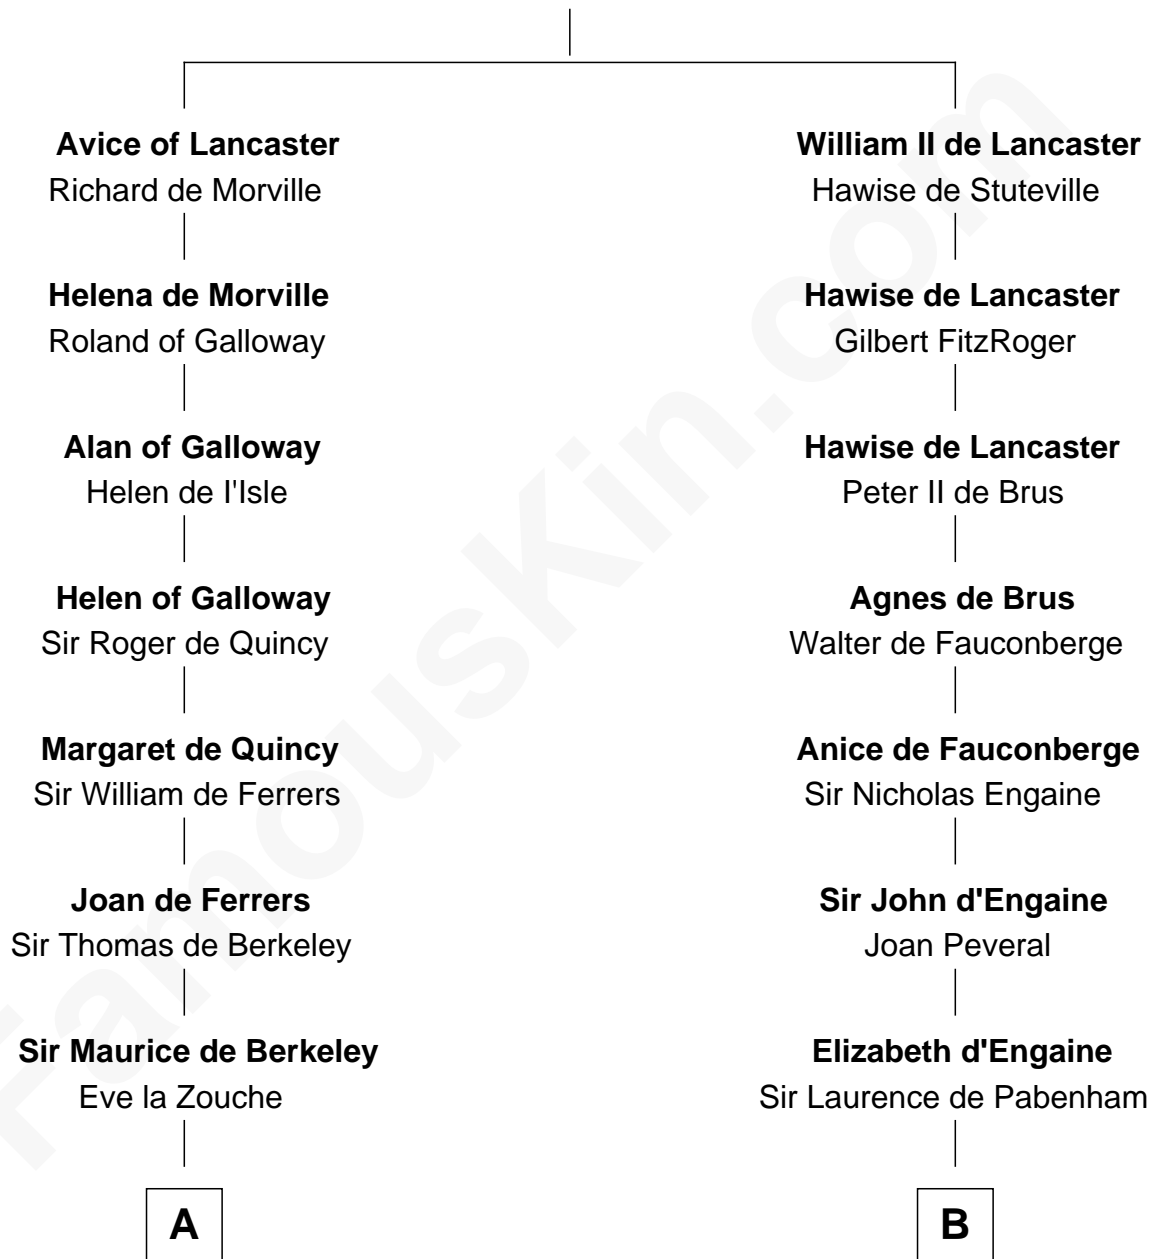 Avice of Lancaster
Richard de Morville
Helena de Morville
Roland of Galloway
Alan of Galloway
Helen de I'Isle
Helen of Galloway
Sir Roger de Quincy
Margaret de Quincy
Sir William de Ferrers
Joan de Ferrers
Sir Thomas de Berkeley
Sir Maurice de Berkeley
Eve la Zouche
A
William II de Lancaster
Hawise de Stuteville
Hawise de Lancaster
Gilbert FitzRoger
Hawise de Lancaster
Peter II de Brus
Agnes de Brus
Walter de Fauconberge
Anice de Fauconberge
Sir Nicholas Engaine
Sir John d'Engaine
Joan Peveral
Elizabeth d'Engaine
Sir Laurence de Pabenham
B
FamousKin.com